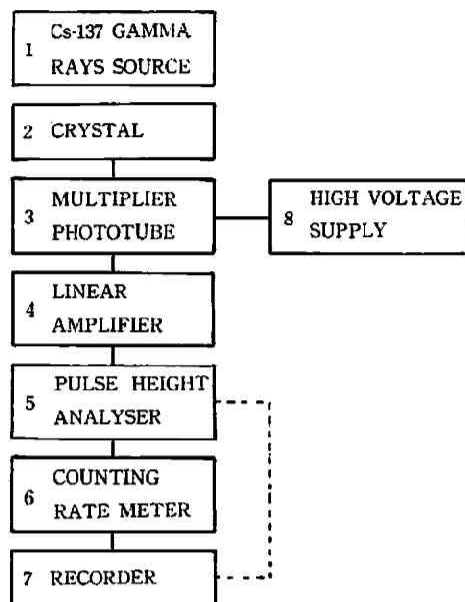 1 Cs-137 GAMMA
RAYS SOURCE
2 CRYSTAL
3 MULTIPLIER
PHOTOTUBE
8 HIGH VOLTAGE
SUPPLY
4 LINEAR
AMPLIFIER
5 PULSE HEIGHT
ANALYSER
6 COUNTING
RATE METER
7 RECORDER